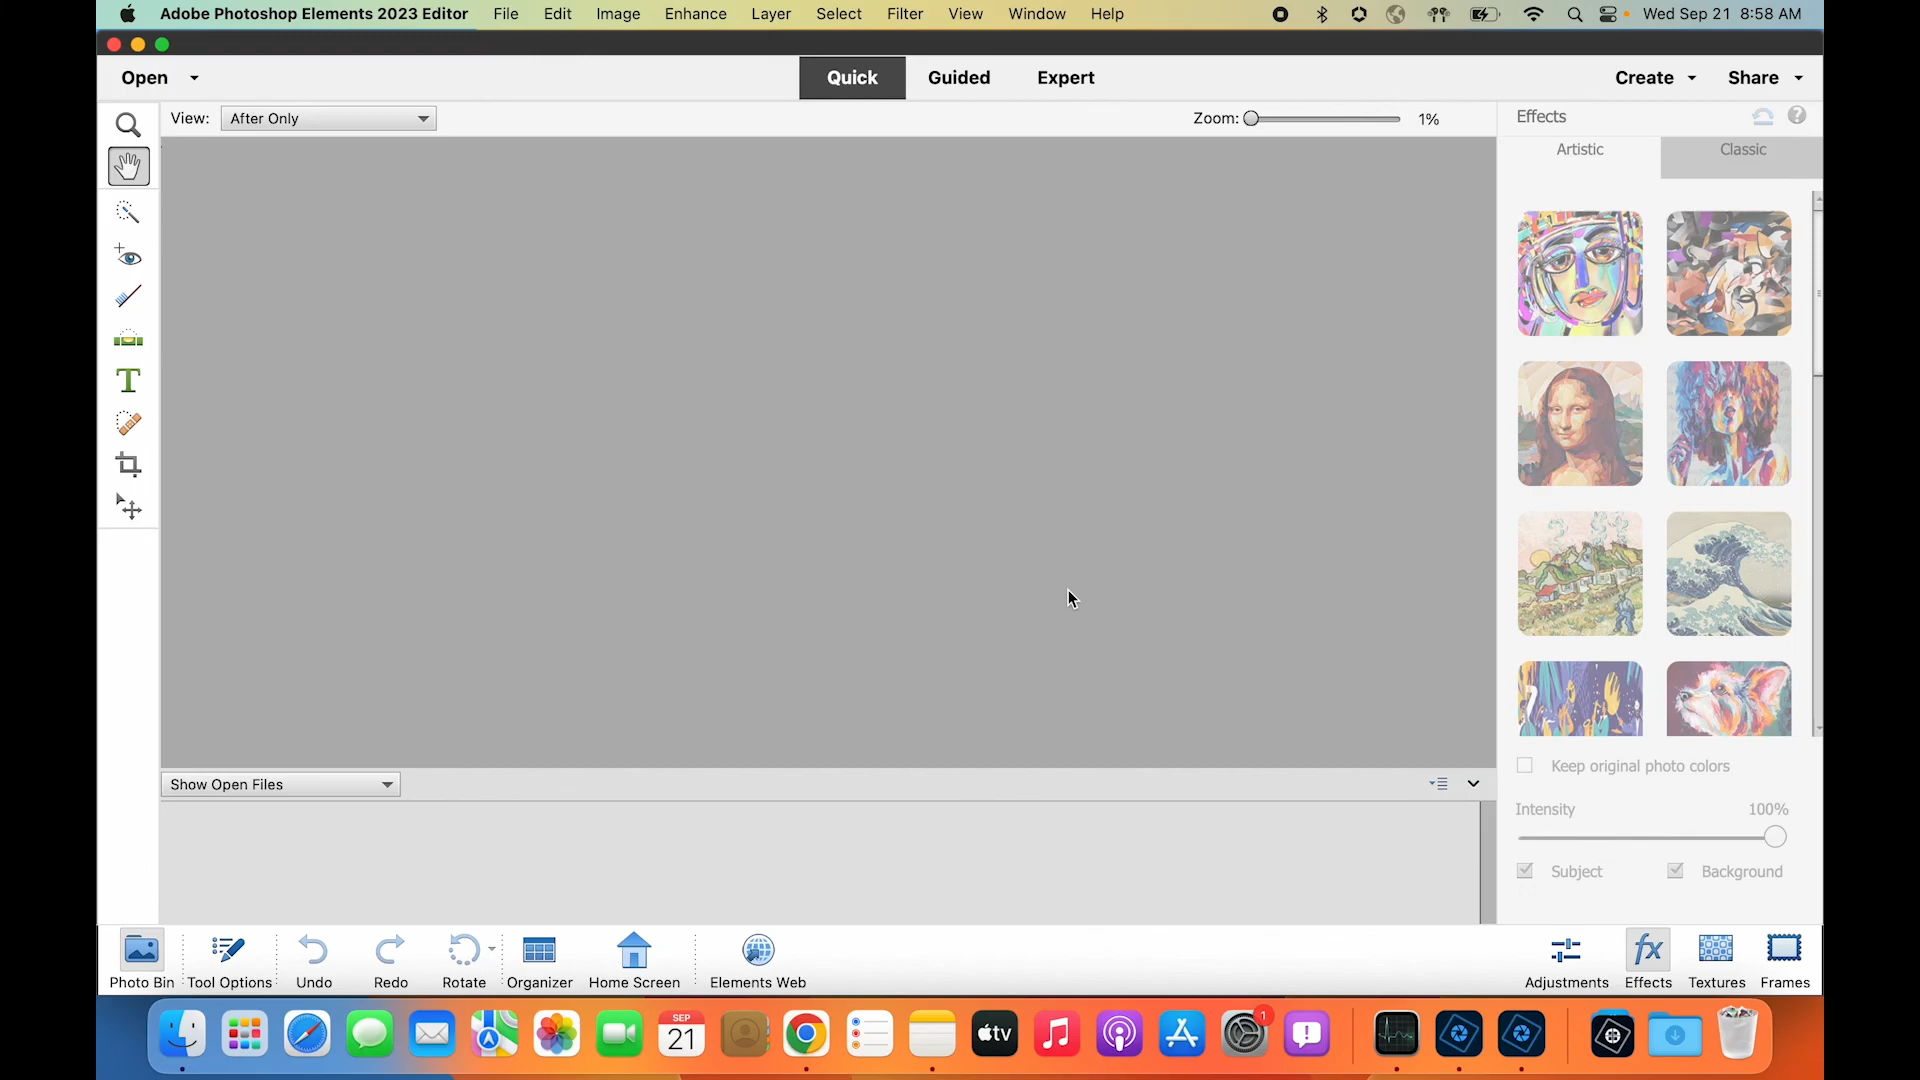 Adobe Photoshop Elements 2023 Editor File Edit Image Enhance Layer Select Filter View Window Help Wed Sep 21 8:58 AM
Open Quick Guided Expert Create Share
View: After Only Zoom: 1% Effects
Artistic Classic
Show Open Files
Keep original photo colors
Intensity 100%
Subject Background
Photo Bin Tool Options Undo Redo Rotate Organizer Home Screen Elements Web Adjustments Effects Textures Frames
SEP
21
tv
1